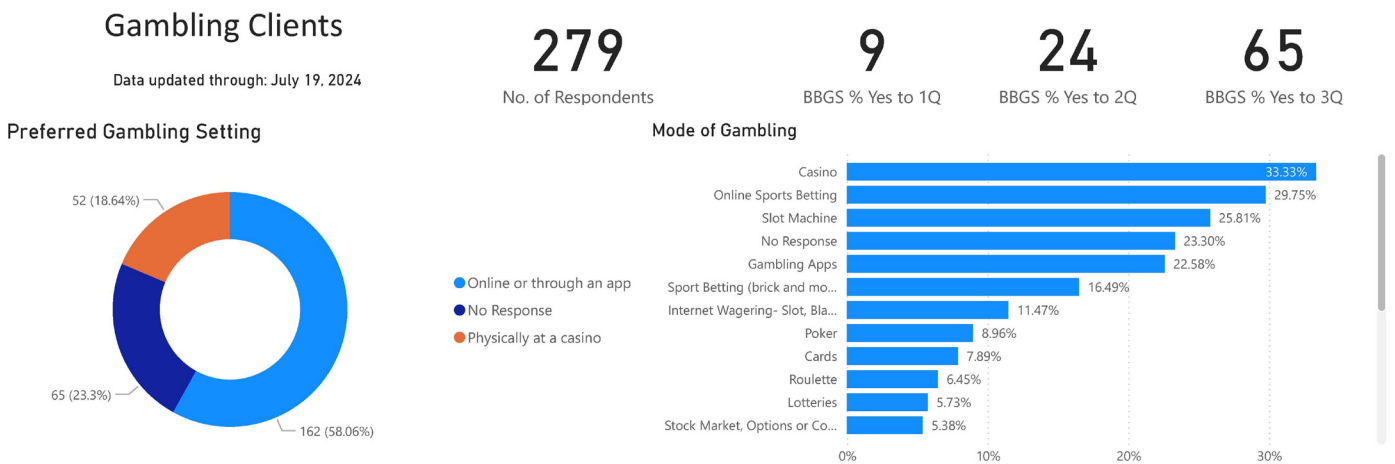 Gambling Clients
Data updated through: July 19, 2024
279
No. of Respondents
9
BBGS % Yes to 1Q
24
BBGS % Yes to 2Q
65
BBGS % Yes to 3Q
Preferred Gambling Setting
52 (18.64%)
65 (23.3%)
162 (58.06%)
Online or through an app
No Response
Physically at a casino
Mode of Gambling
Casino 33.33%
Online Sports Betting 29.75%
Slot Machine 25.81%
No Response 23.30%
Gambling Apps 22.58%
Sport Betting (brick and mo... 16.49%
Internet Wagering- Slot, Bla... 11.47%
Poker 8.96%
Cards 7.89%
Roulette 6.45%
Lotteries 5.73%
Stock Market, Options or Co... 5.38%
0% 10% 20% 30%